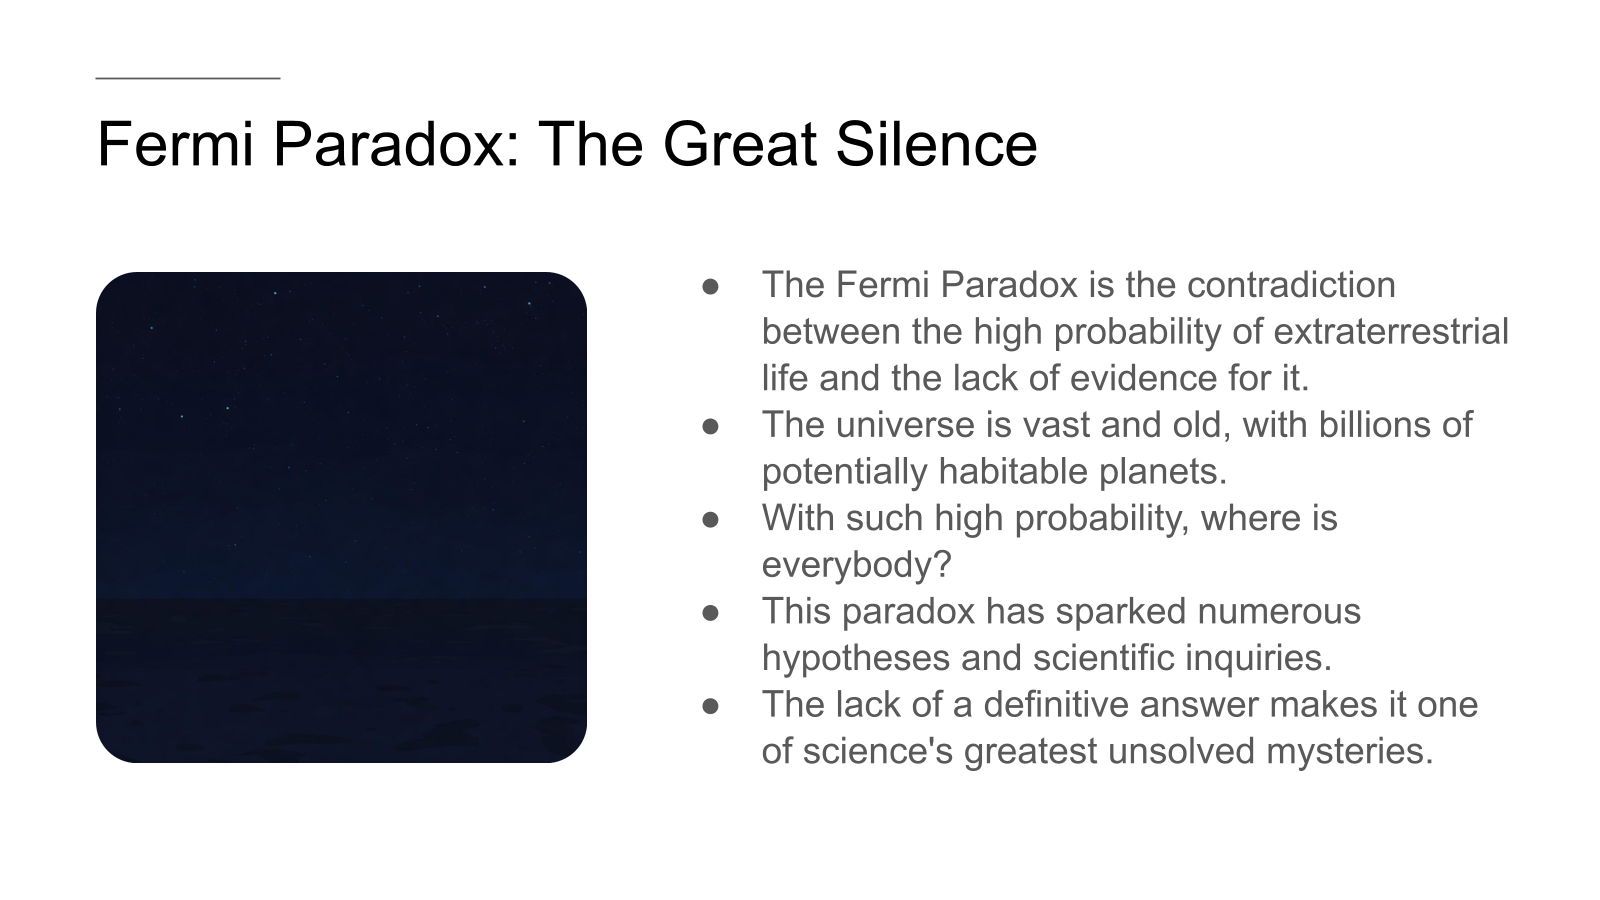 Fermi Paradox: The Great Silence
● The Fermi Paradox is the contradiction
between the high probability of extraterrestrial
life and the lack of evidence for it.
● The universe is vast and old, with billions of
potentially habitable planets.
● With such high probability, where is
everybody?
● This paradox has sparked numerous
hypotheses and scientific inquiries.
● The lack of a definitive answer makes it one
of science's greatest unsolved mysteries.